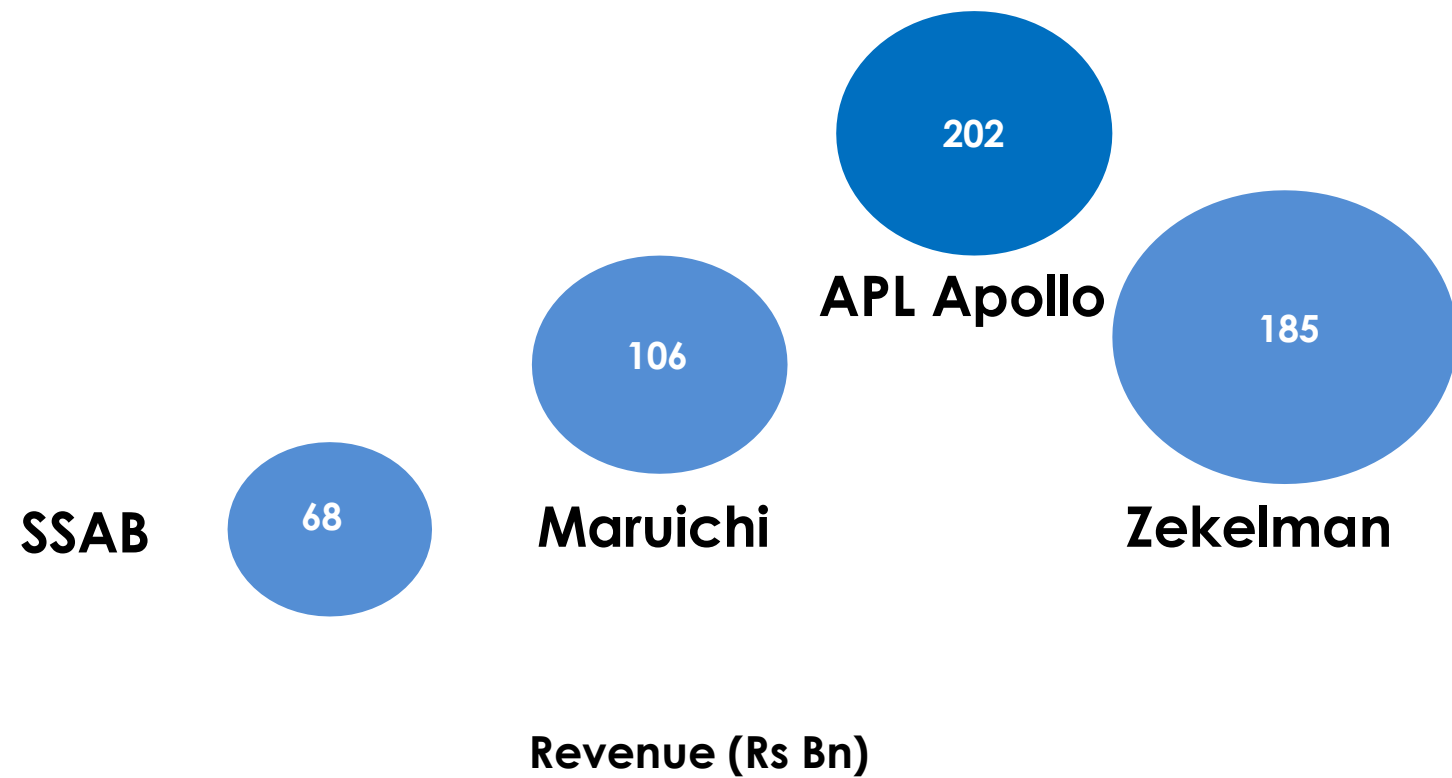 202
APL Apollo
185
106
SSAB
68
Maruichi
Zekelman
Revenue (Rs Bn)